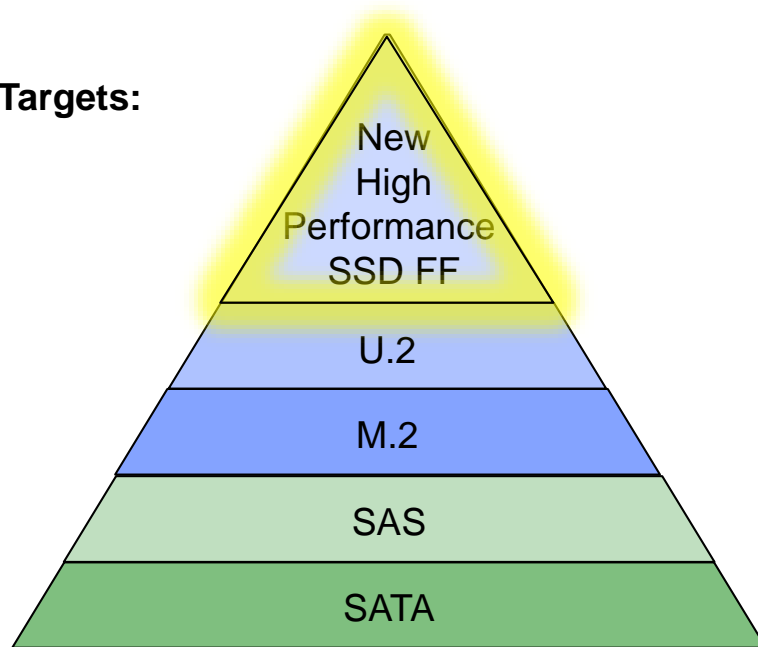 Targets:
New
High
Performance
SSD FF
U.2
M.2
SAS
SATA